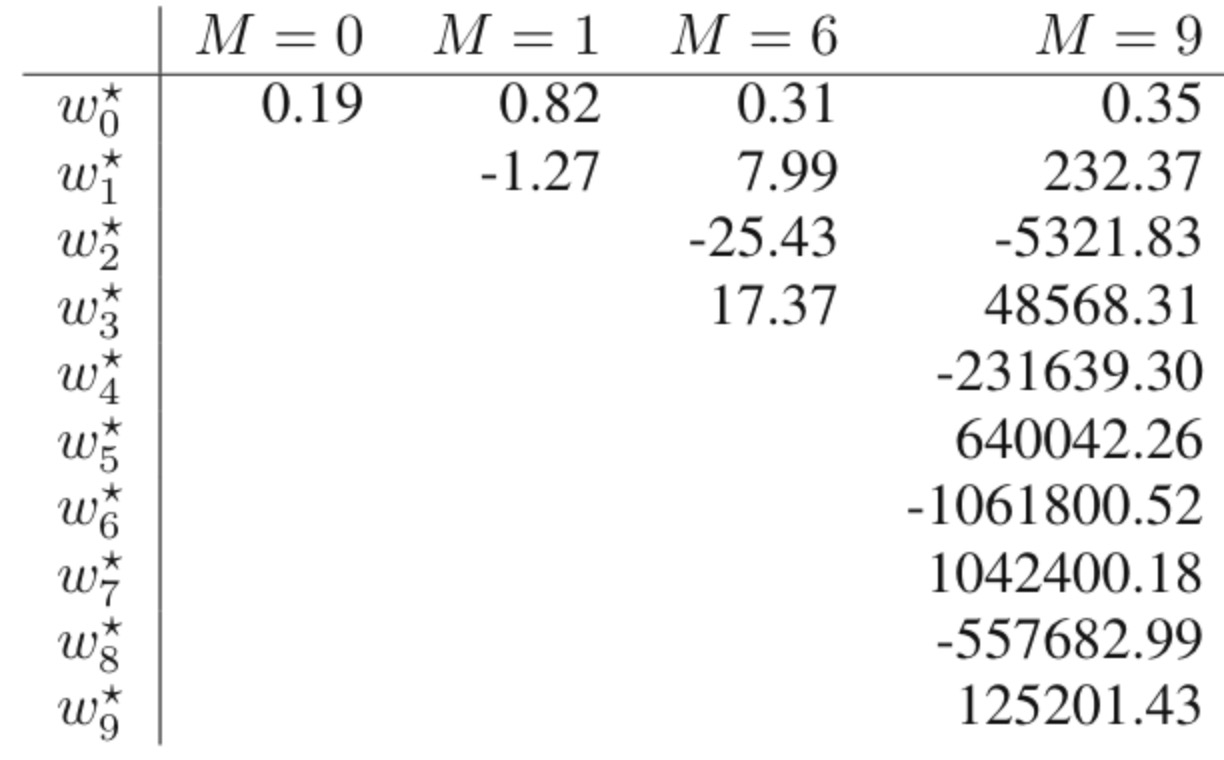 M = 0 M = 1 M = 6 M = 9
w₀⋆ 0.19 0.82 0.31 0.35
w₁⋆ -1.27 7.99 232.37
w₂⋆ -25.43 -5321.83
w₃⋆ 17.37 48568.31
w₄⋆ -231639.30
w₅⋆ 640042.26
w₆⋆ -1061800.52
w₇⋆ 1042400.18
w₈⋆ -557682.99
w₉⋆ 125201.43